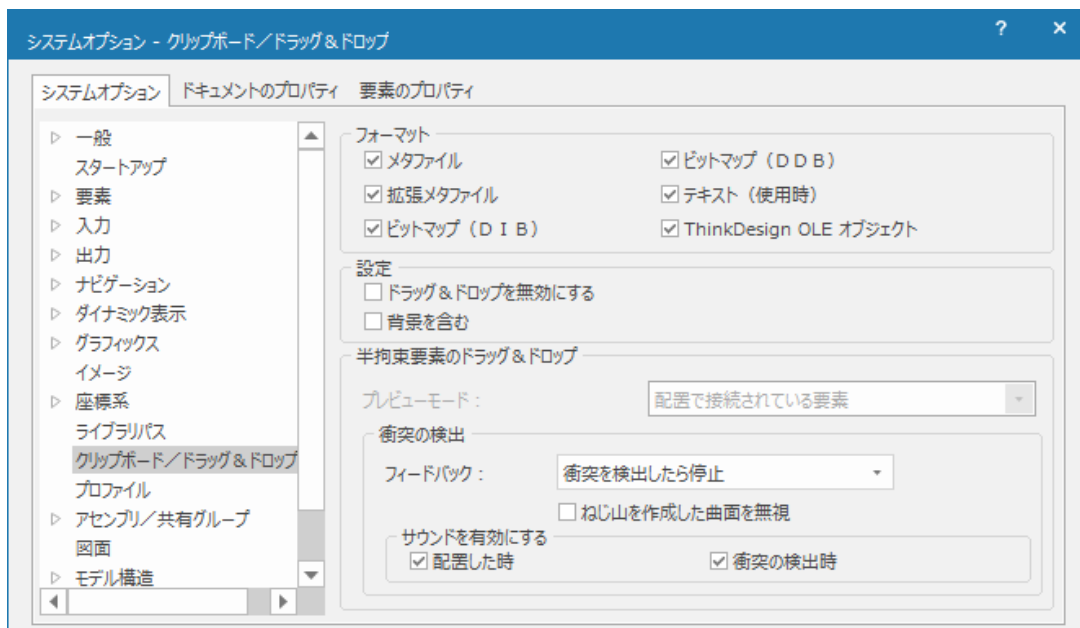 システムオプション - クリップボード／ドラッグ＆ドロップ ? ×
システムオプション ドキュメントのプロパティ 要素のプロパティ
一般
スタートアップ
要素
入力
出力
ナビゲーション
ダイナミック表示
グラフィックス
イメージ
座標系
ライブラリパス
クリップボード／ドラッグ＆ドロップ
プロファイル
アセンブリ／共有グループ
図面
モデル構造
フォーマット
メタファイル ビットマップ（ＤＤＢ）
拡張メタファイル テキスト（使用時）
ビットマップ（ＤＩＢ） ThinkDesign OLE オブジェクト
設定
ドラッグ＆ドロップを無効にする
背景を含む
半拘束要素のドラッグ＆ドロップ
プレビューモード： 配置で接続されている要素
衝突の検出
フィードバック： 衝突を検出したら停止
ねじ山を作成した曲面を無視
サウンドを有効にする
配置した時 衝突の検出時